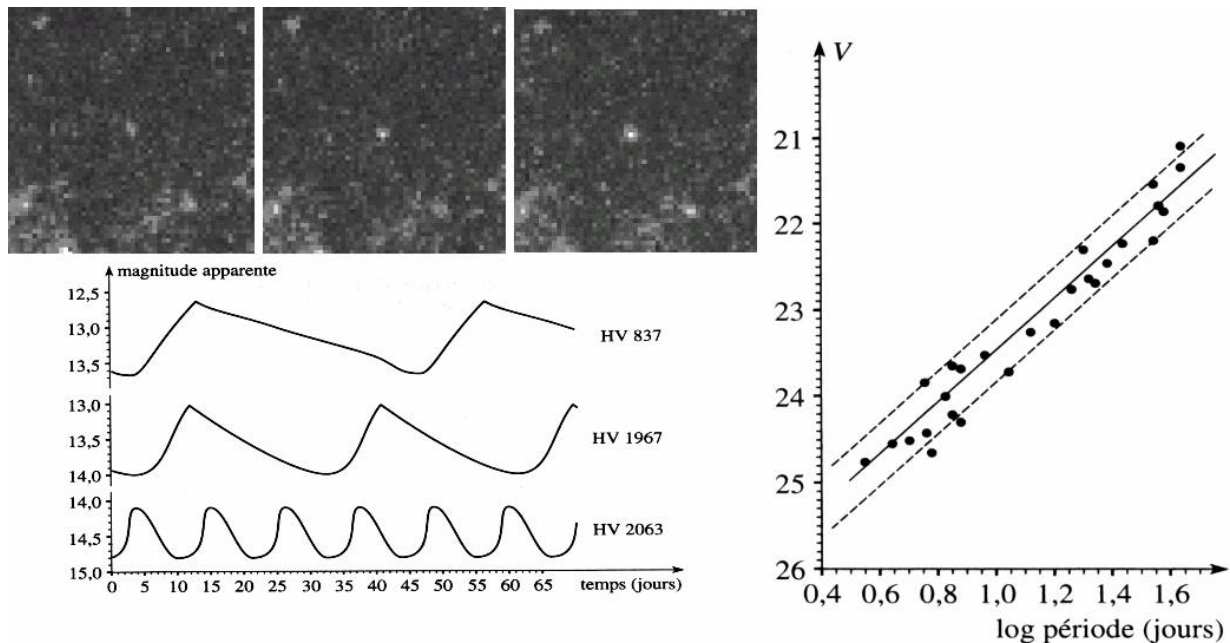 magnitude apparente
12,5
13,0
13,5
HV 837
13,0
13,5
14,0
HV 1967
14,0
14,5
15,0
HV 2063
0 5 10 15 20 25 30 35 40 45 50 55 60 65
temps (jours)
V
21
22
23
24
25
26
0,4 0,6 0,8 1,0 1,2 1,4 1,6
log période (jours)